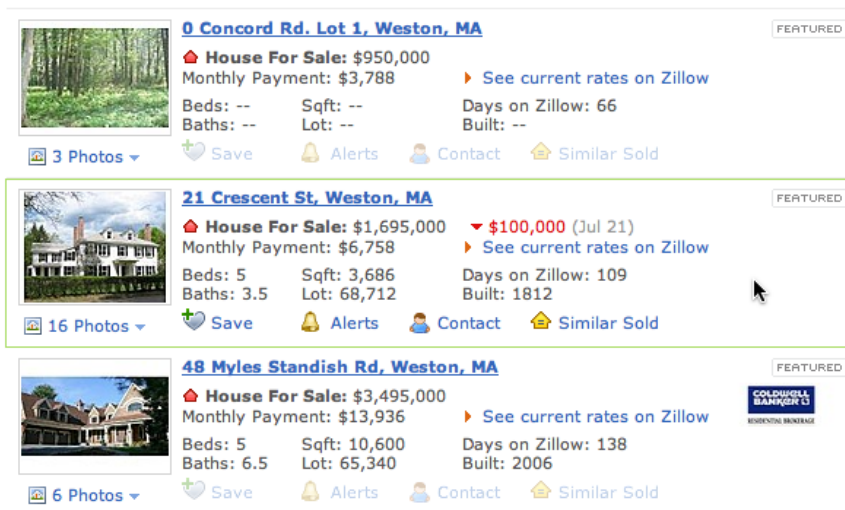 0 Concord Rd. Lot 1, Weston, MA FEATURED
House For Sale: $950,000
Monthly Payment: $3,788 See current rates on Zillow
Beds: -- Sqft: -- Days on Zillow: 66
Baths: -- Lot: -- Built: --
3 Photos Save Alerts Contact Similar Sold
21 Crescent St, Weston, MA FEATURED
House For Sale: $1,695,000 $100,000 (Jul 21)
Monthly Payment: $6,758 See current rates on Zillow
Beds: 5 Sqft: 3,686 Days on Zillow: 109
Baths: 3.5 Lot: 68,712 Built: 1812
16 Photos Save Alerts Contact Similar Sold
48 Myles Standish Rd, Weston, MA FEATURED
House For Sale: $3,495,000
COLDWELL
BANKER
Monthly Payment: $13,936 See current rates on Zillow
RESIDENTIAL BROKERAGE
Beds: 5 Sqft: 10,600 Days on Zillow: 138
Baths: 6.5 Lot: 65,340 Built: 2006
6 Photos Save Alerts Contact Similar Sold